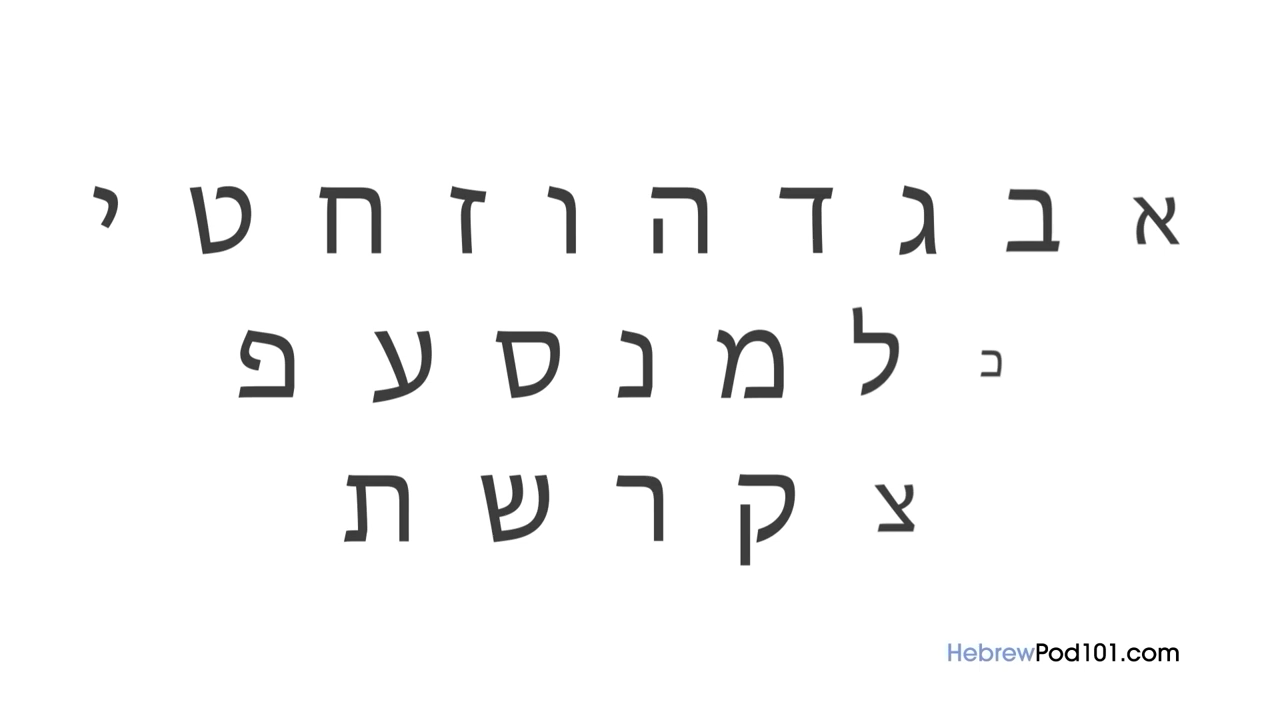 א ב ג ד ה ו ז ח ט י
כ ל מ נ ס ע פ
צ ק ר ש ת
HebrewPod101.com